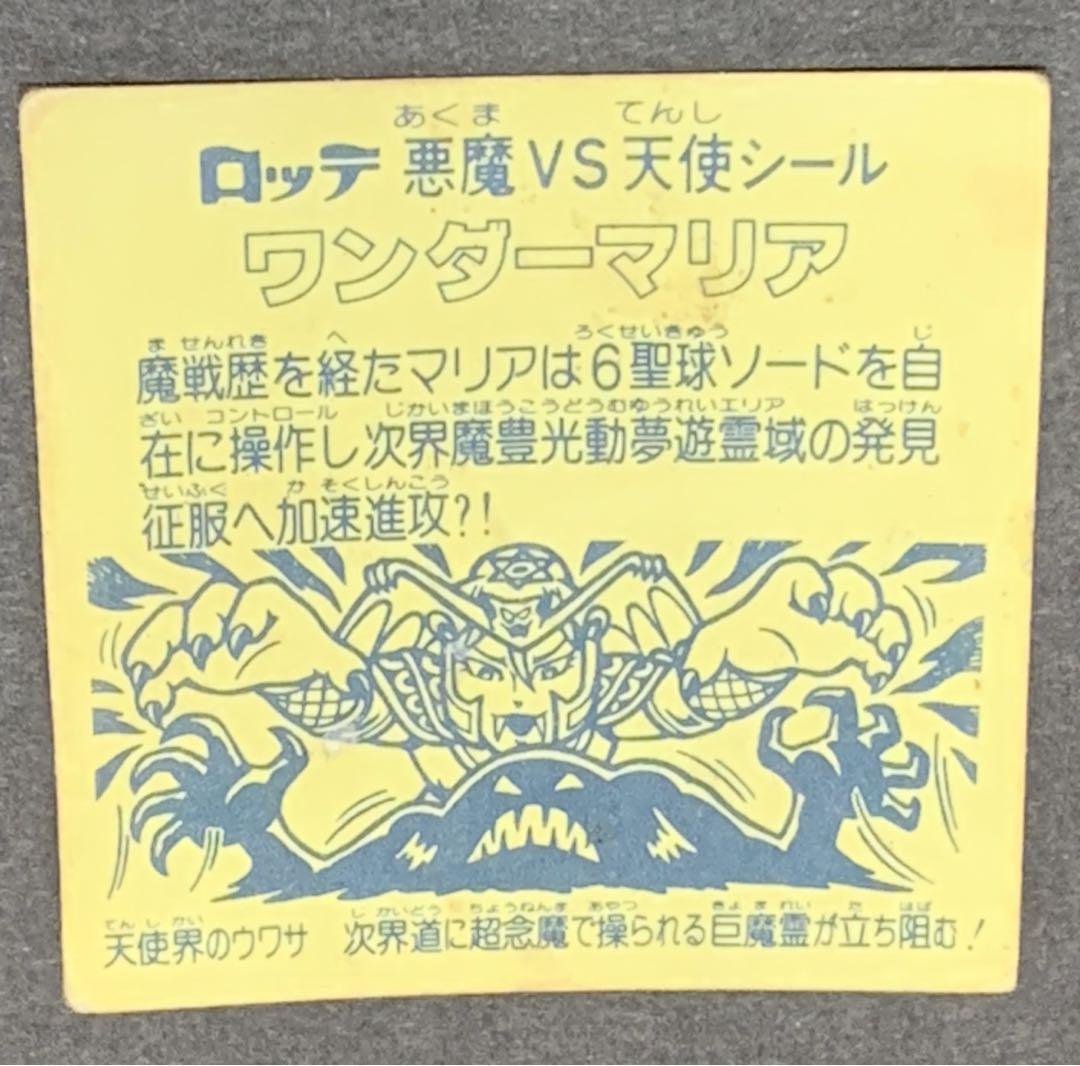 あくま てんし
ロッテ 悪魔VS天使シール
ワンダーマリア
ま せんれき へ ろくせいきゅう じ
魔戦歴を経たマリアは6聖球ソードを自
ざい コントロール じかいまほうこうどうむゆうれいエリア はっけん
在に操作し次界魔豊光動夢遊霊域の発見
せいふく か そくしんこう
征服へ加速進攻?!
てんしかい じ かいどう ちょうねんま あやつ きょ ま れい た はば
天使界のウワサ 次界道に超念魔で操られる巨魔霊が立ち阻む!